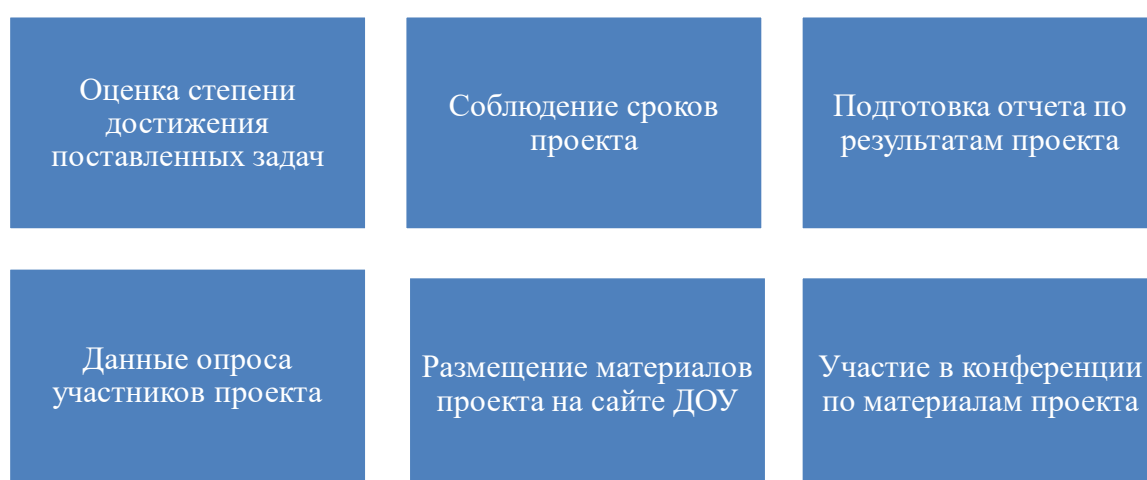 Оценка степени
достижения
поставленных задач
Соблюдение сроков
проекта
Подготовка отчета по
результатам проекта
Данные опроса
участников проекта
Размещение материалов
проекта на сайте ДОУ
Участие в конференции
по материалам проекта